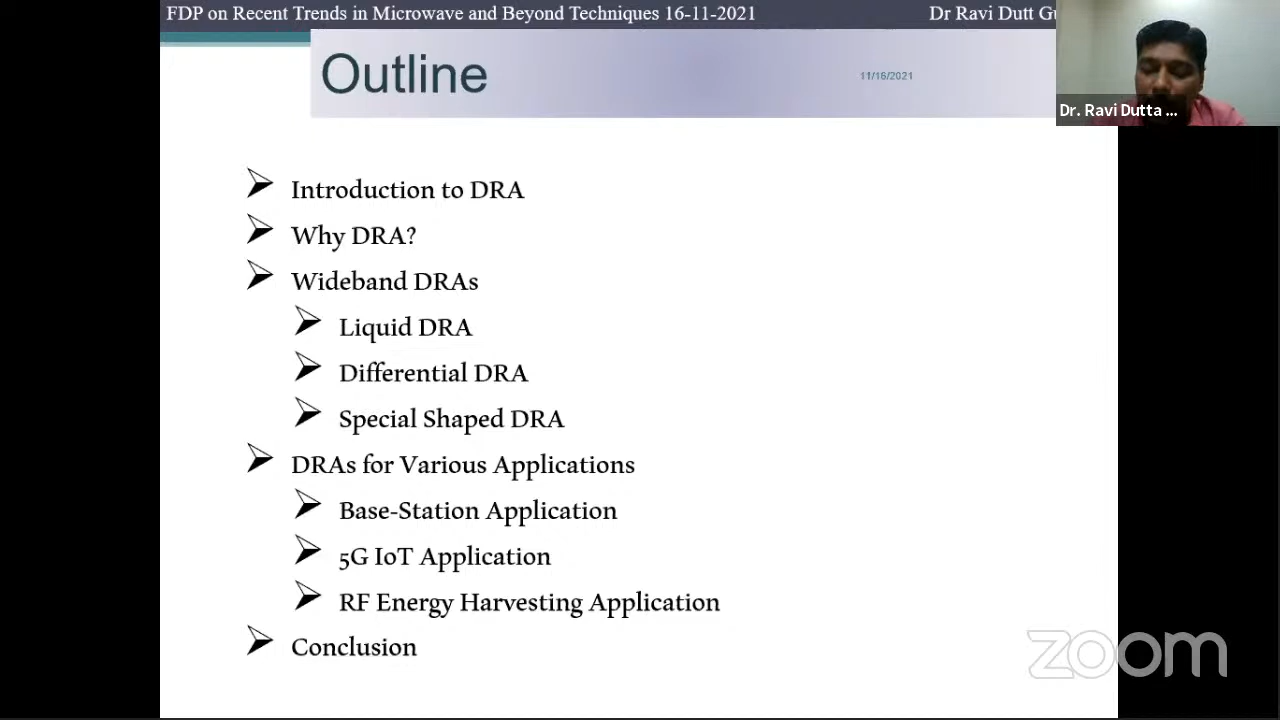 FDP on Recent Trends in Microwave and Beyond Techniques 16-11-2021 Dr Ravi Dutt
Outline
11/16/2021
Dr. Ravi Dutta ...
Introduction to DRA
Why DRA?
Wideband DRAs
Liquid DRA
Differential DRA
Special Shaped DRA
DRAs for Various Applications
Base-Station Application
5G IoT Application
RF Energy Harvesting Application
Conclusion
zoom